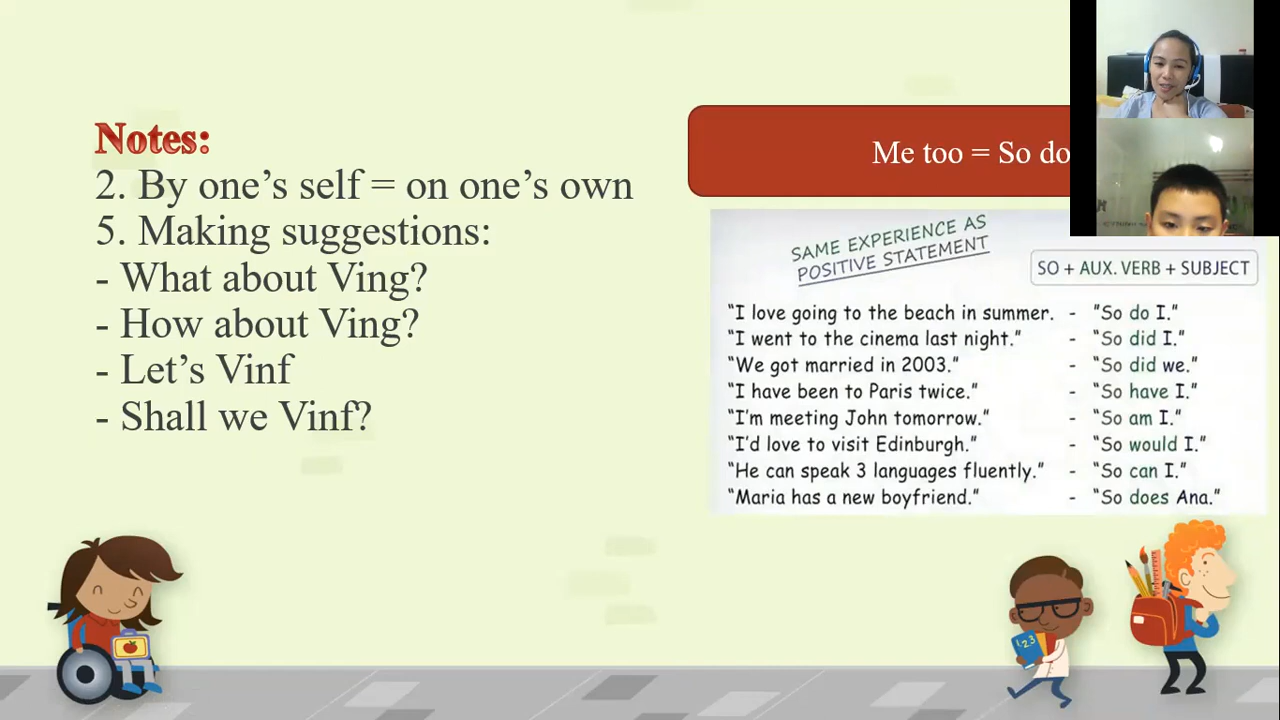 Notes:
2. By one’s self = on one’s own
5. Making suggestions:
- What about Ving?
- How about Ving?
- Let’s Vinf
- Shall we Vinf?
Me too = So do
SAME EXPERIENCE AS
POSITIVE STATEMENT
SO + AUX. VERB + SUBJECT
“I love going to the beach in summer. - “So do I.”
“I went to the cinema last night.” - “So did I.”
“We got married in 2003.” - “So did we.”
“I have been to Paris twice.” - “So have I.”
“I’m meeting John tomorrow.” - “So am I.”
“I’d love to visit Edinburgh.” - “So would I.”
“He can speak 3 languages fluently.” - “So can I.”
“Maria has a new boyfriend.” - “So does Ana.”
1 2 3